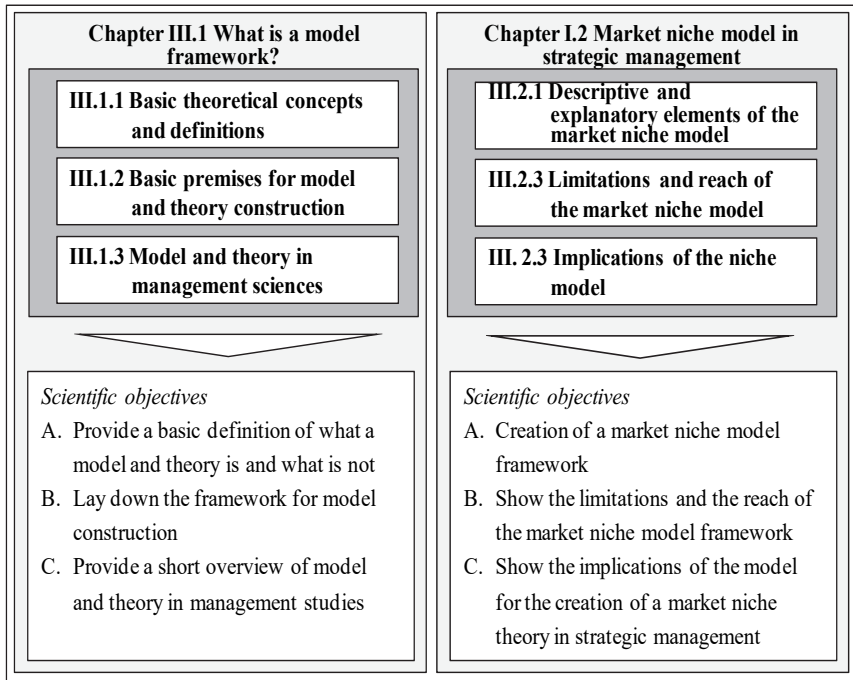 Chapter III.1 What is a model
framework?
III.1.1 Basic theoretical concepts
and definitions
III.1.2 Basic premises for model
and theory construction
III.1.3 Model and theory in
management sciences
Scientific objectives
A. Provide a basic definition of what a
model and theory is and what is not
B. Lay down the framework for model
construction
C. Provide a short overview of model
and theory in management studies
Chapter I.2 Market niche model in
strategic management
III.2.1 Descriptive and
explanatory elements of the
market niche model
III.2.3 Limitations and reach of
the market niche model
III. 2.3 Implications of the niche
model
Scientific objectives
A. Creation of a market niche model
framework
B. Show the limitations and the reach of
the market niche model framework
C. Show the implications of the model
for the creation of a market niche
theory in strategic management